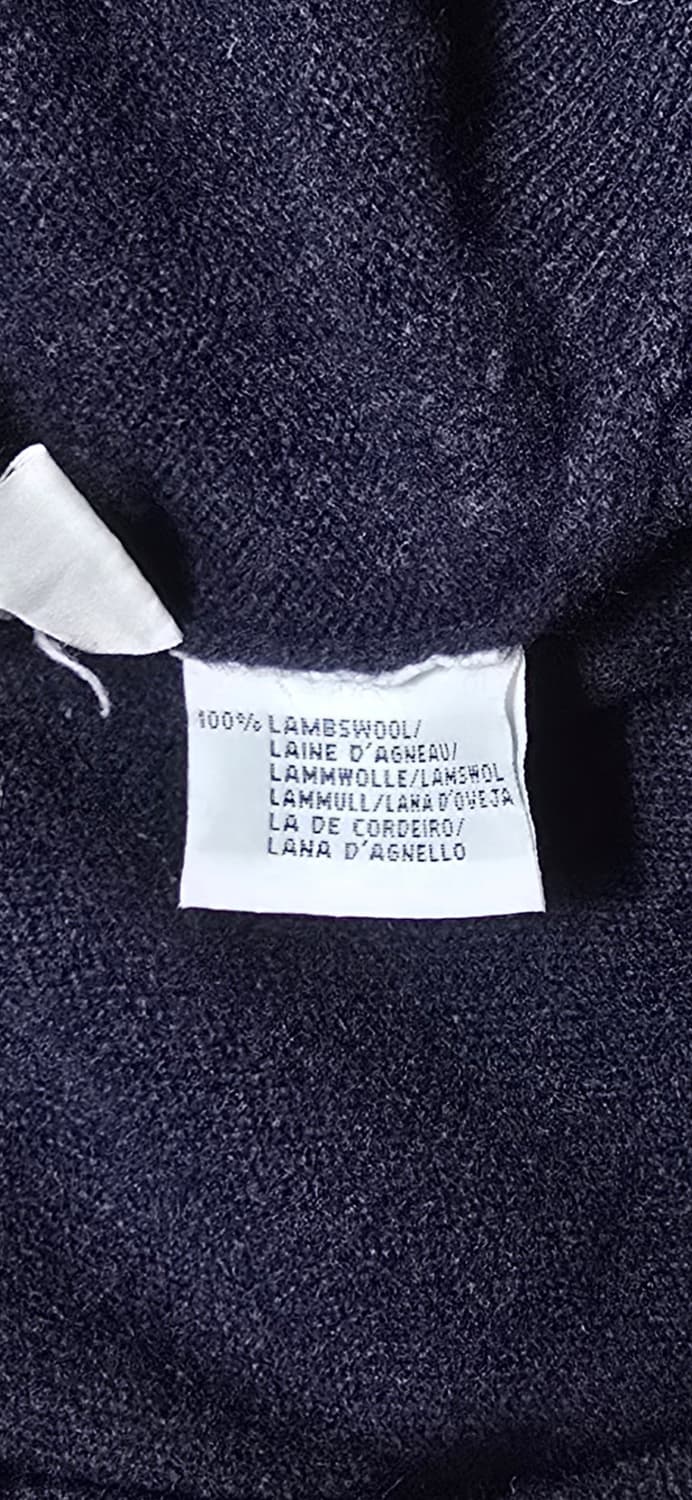 100% LAMBSWOOL/
LAINE D'AGNEAU/
LAMMWOLLE/LAMSWOL
LAMMULL/LANA D'OVEJA
LA DE CORDEIRO/
LANA D'AGNELLO